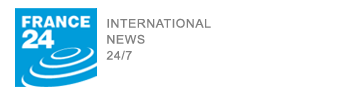 FRANCE
24
INTERNATIONAL
NEWS
24/7